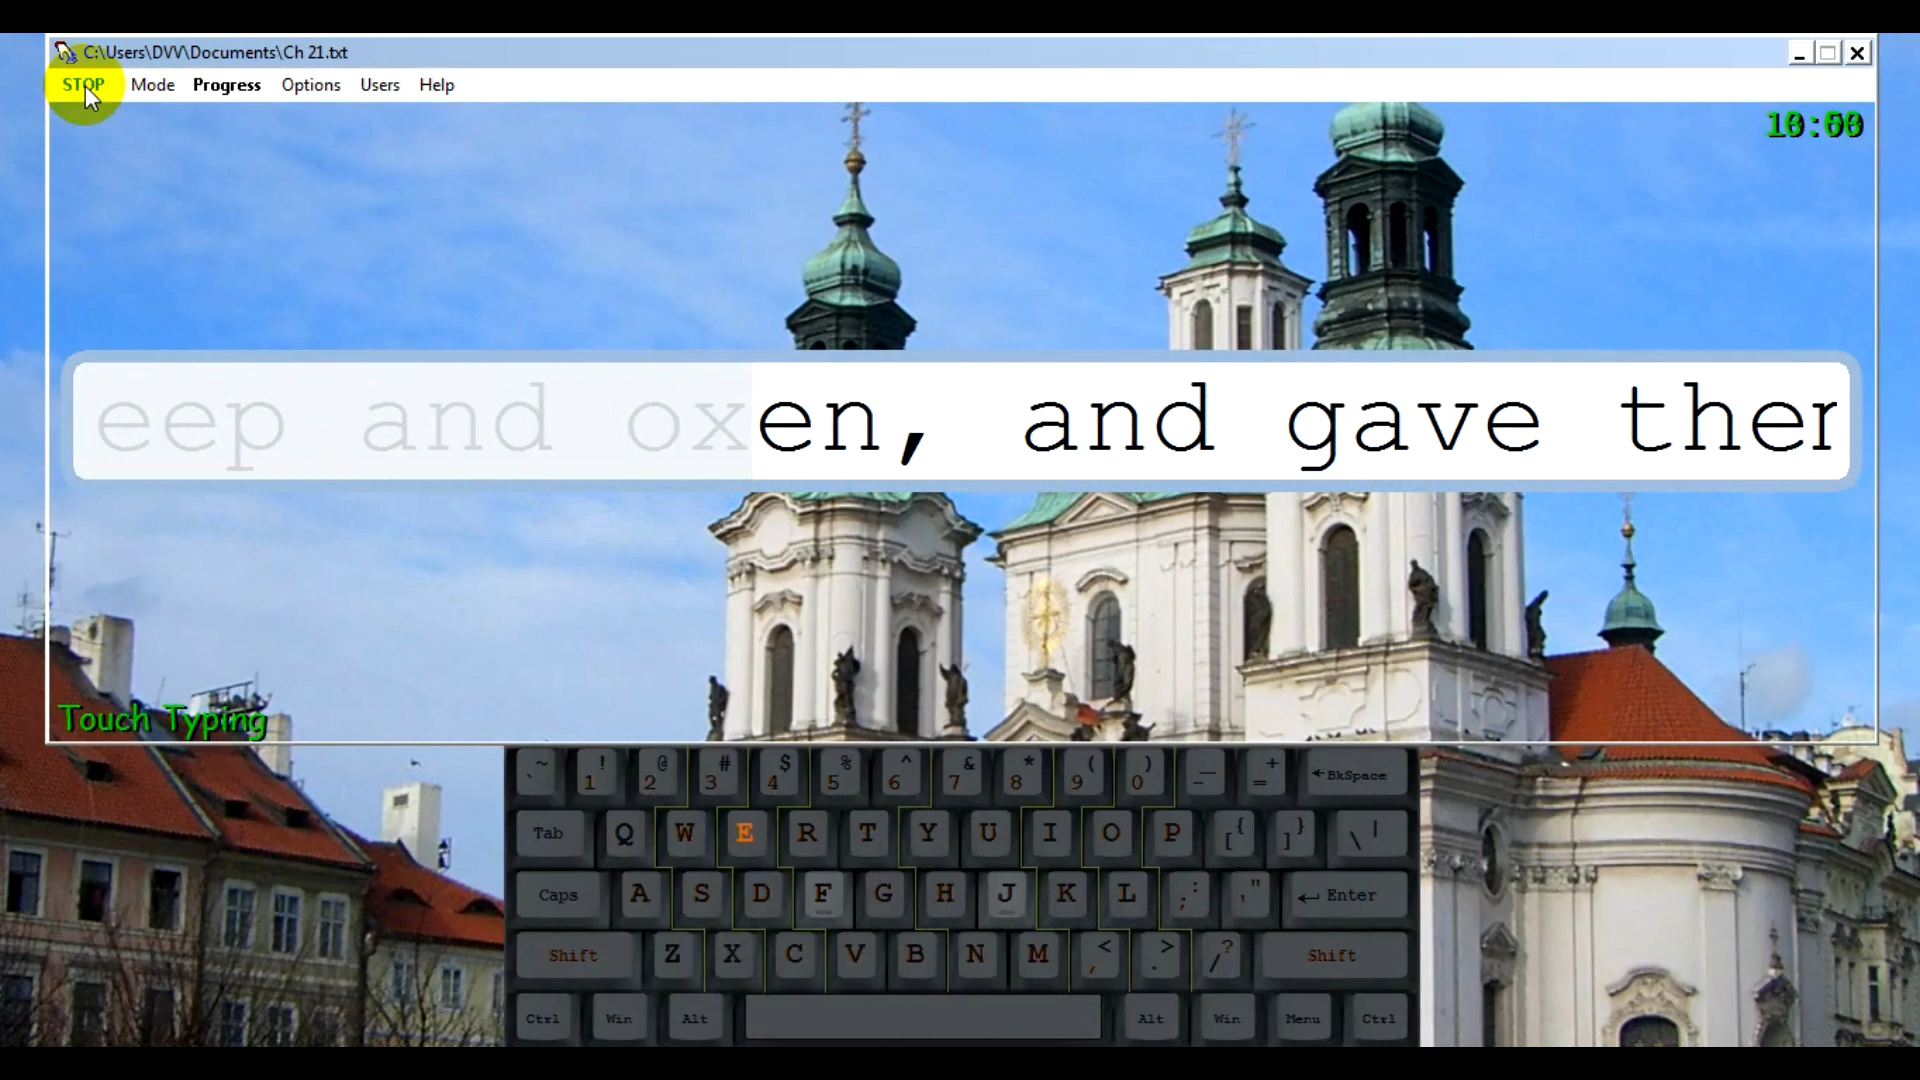 C:\Users\DVV\Documents\Ch 21.txt
STOP Mode Progress Options Users Help
eep and oxen, and gave ther
Touch Typing
` ~ 1 ! 2 @ 3 # 4 $ 5 % 6 ^ 7 & 8 * 9 ( 0 ) - _ = + ←BkSpace
Tab Q W E R T Y U I O P [ { ] } \ |
Caps A S D F G H J K L ; : ' " ↵ Enter
Shift Z X C V B N M , < . > / ? Shift
Ctrl Win Alt Alt Win Menu Ctrl